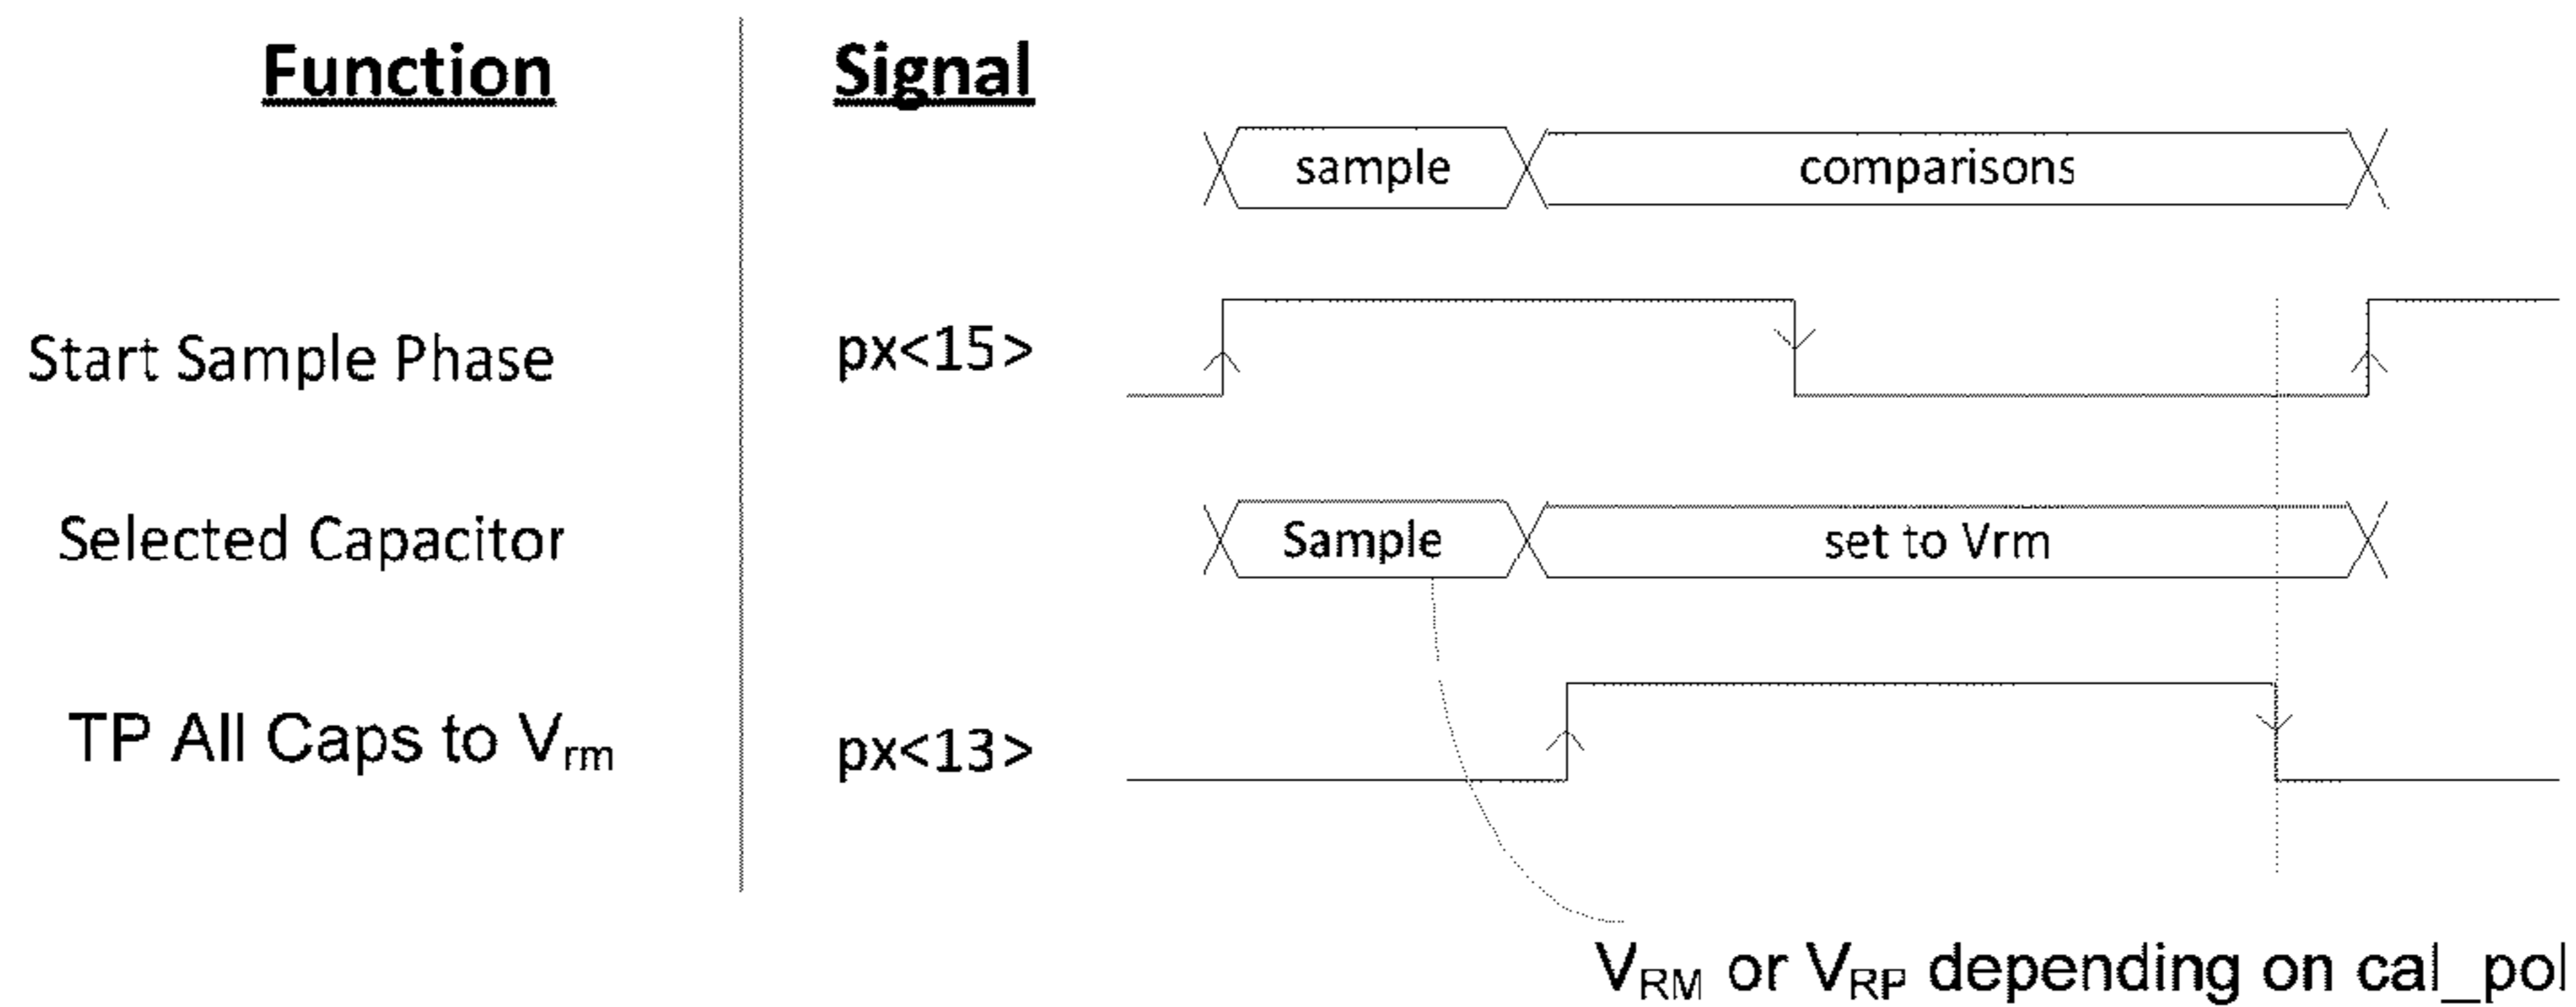 Function Signal
sample comparisons
Start Sample Phase px<15>
Selected Capacitor Sample set to Vrm
TP All Caps to Vrm px<13>
VRM or VRP depending on cal_pol